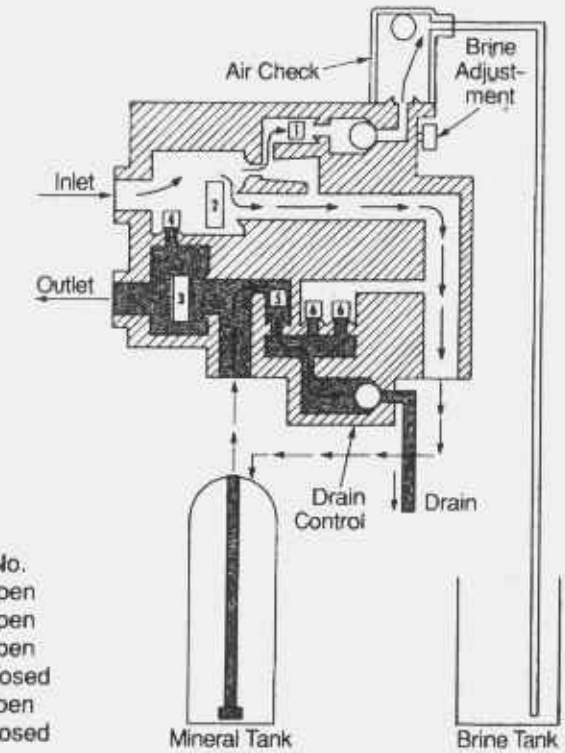 Air Check
Brine
Adjust-
ment
1
Inlet
2
4
Outlet
3
5
6
6
Drain
Control
Drain
No.
pen
pen
pen
osed
pen
osed
Mineral Tank
Brine Tank